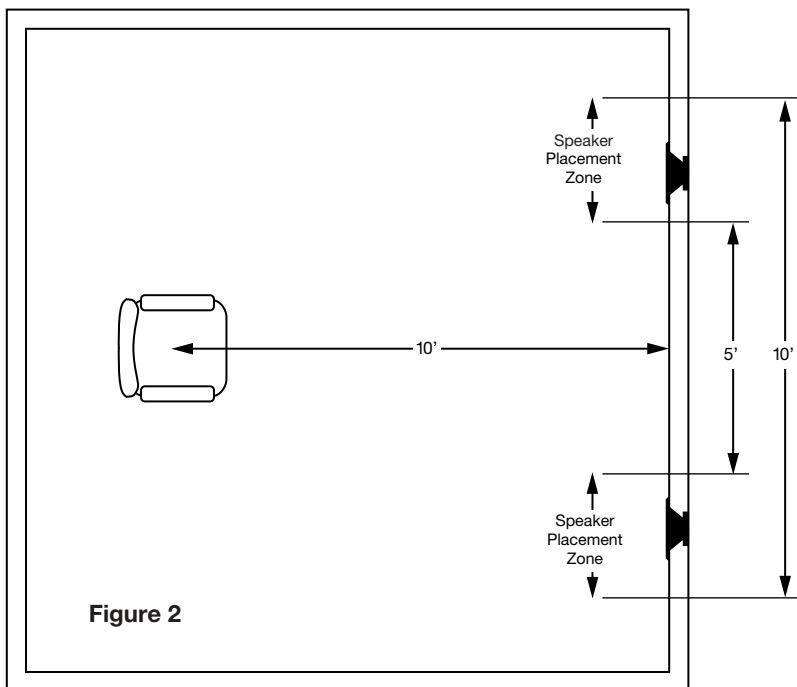 Speaker
Placement
Zone
10’
5’
10’
Speaker
Placement
Zone
Figure 2